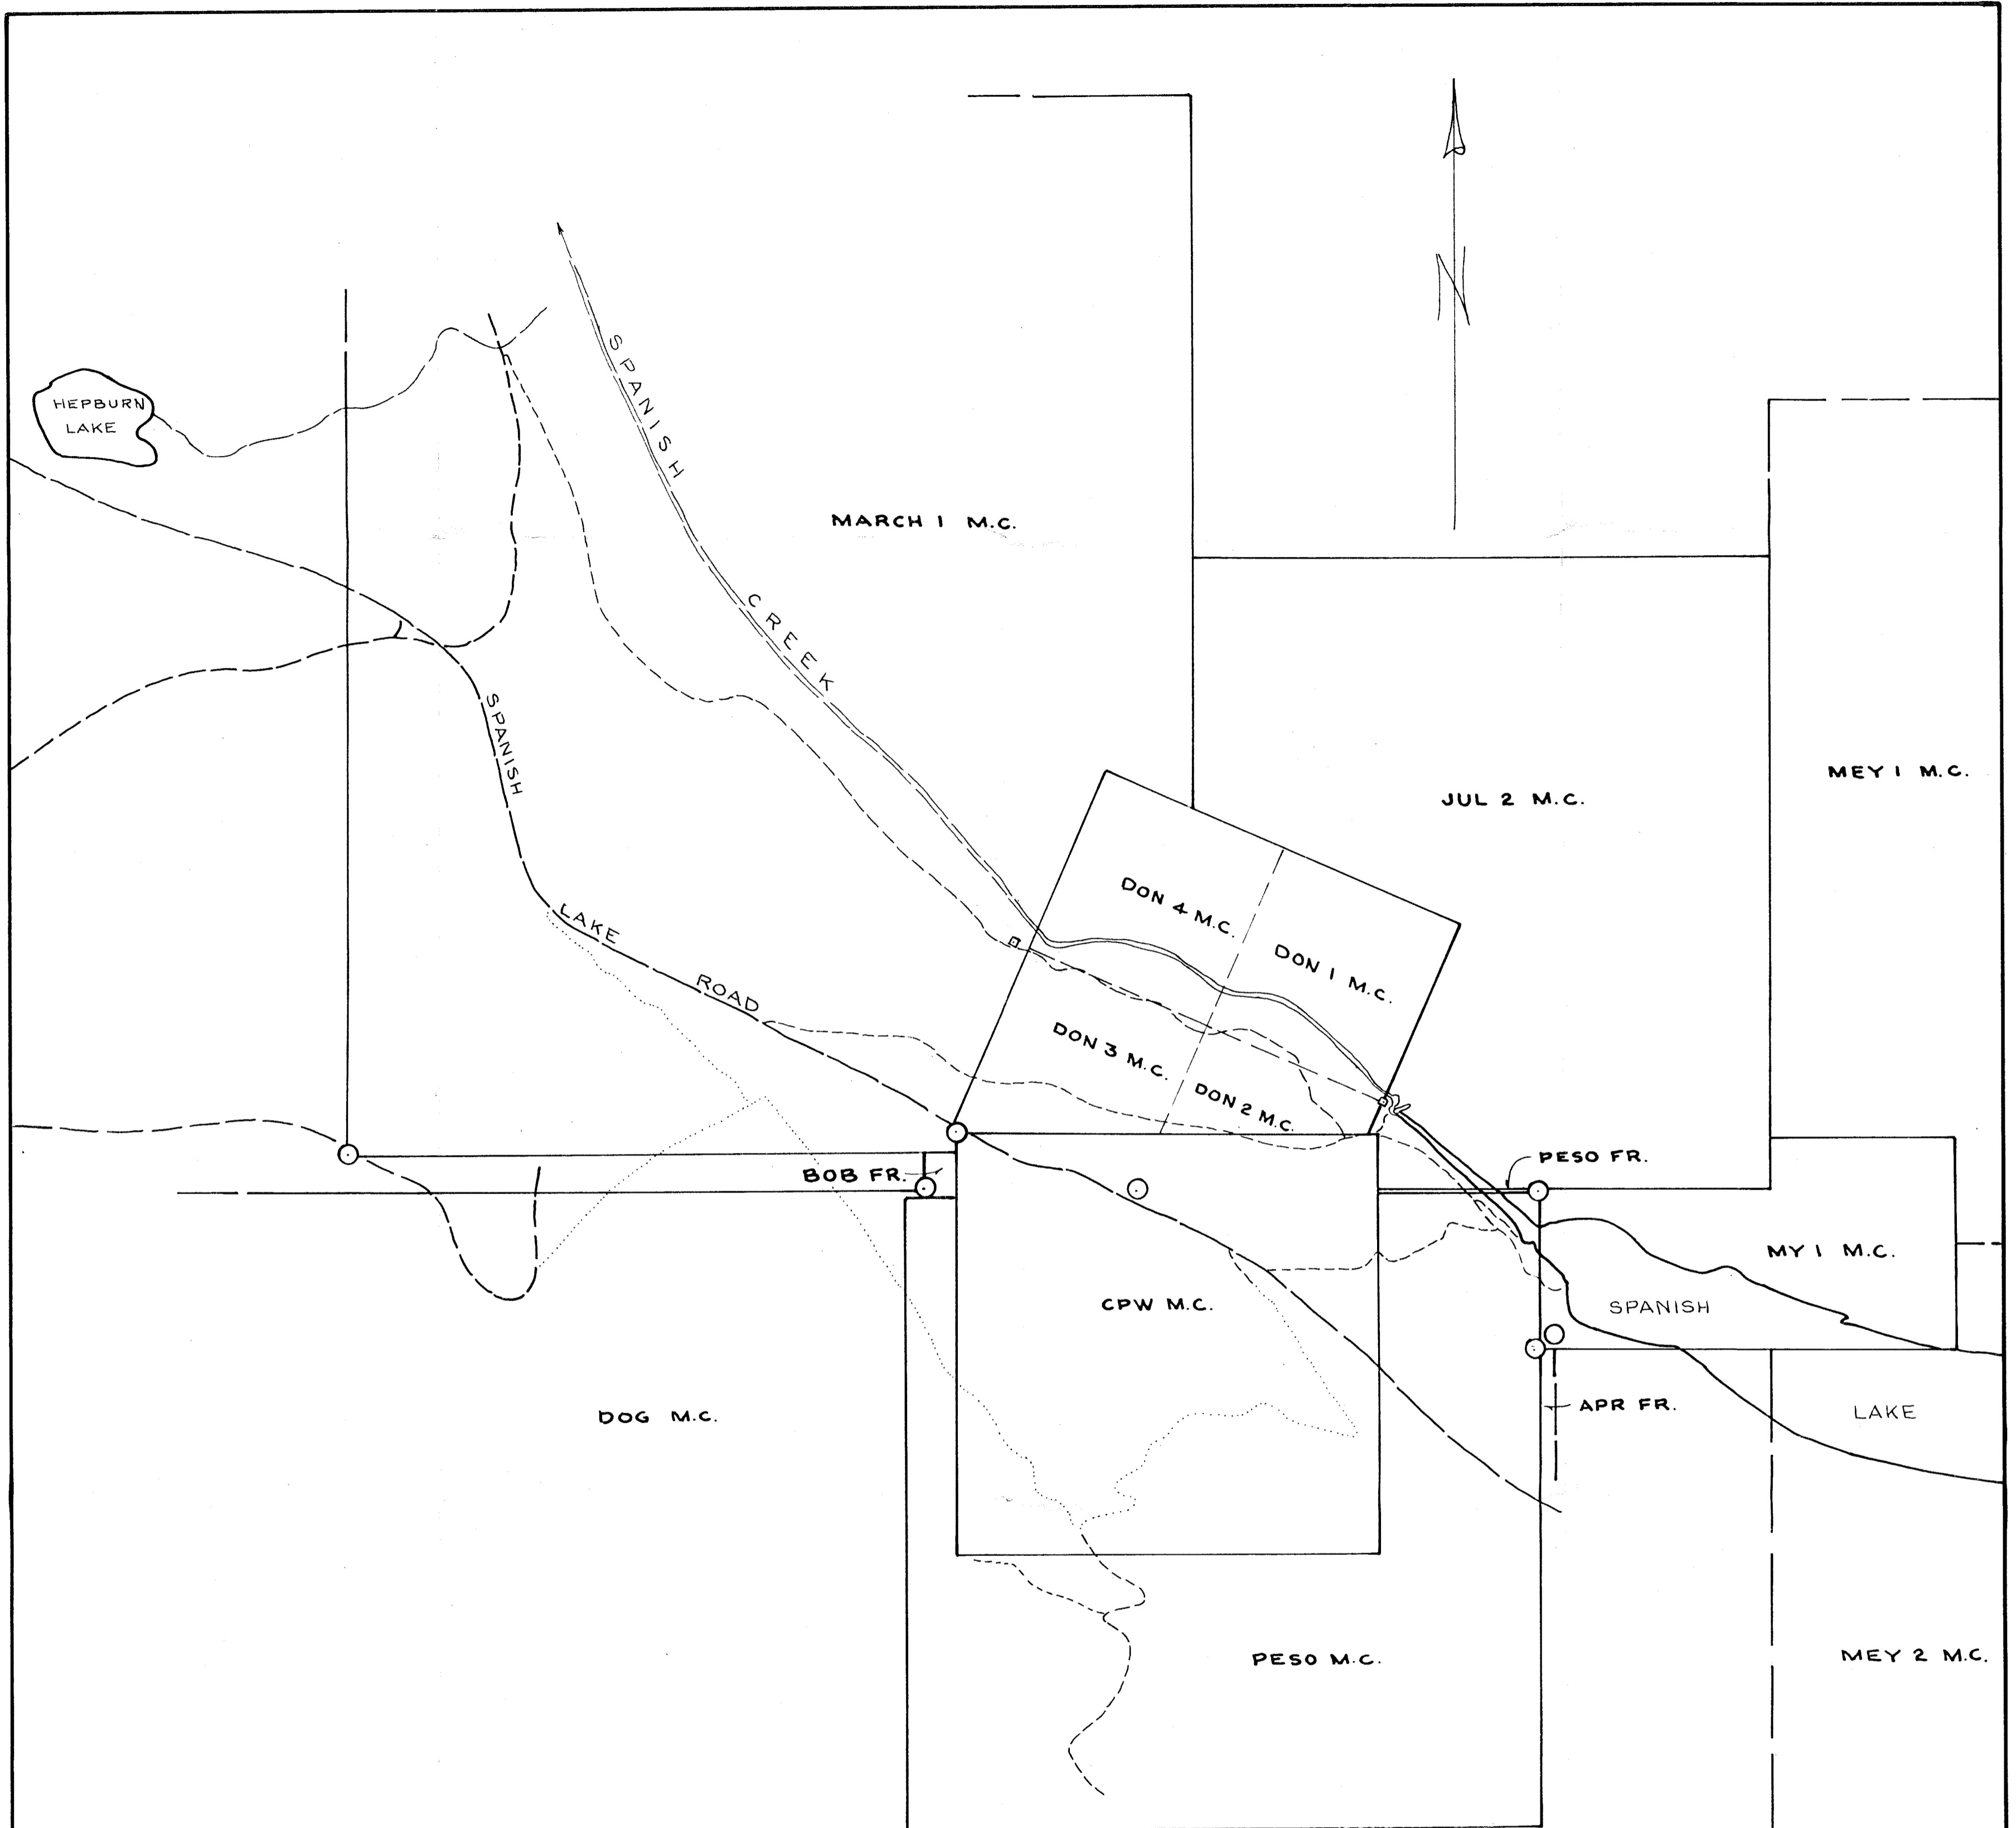 N
SPANISH CREEK
HEPBURN
LAKE
MARCH 1 M.C.
SPANISH LAKE ROAD
MEY 1 M.C.
JUL 2 M.C.
DON 4 M.C.
DON 1 M.C.
DON 3 M.C.
DON 2 M.C.
BOB FR.
PESO FR.
MY 1 M.C.
CPW M.C.
SPANISH
LAKE
APR FR.
DOG M.C.
PESO M.C.
MEY 2 M.C.